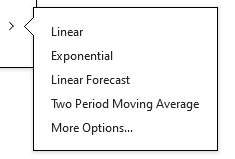 Linear
Exponential
Linear Forecast
Two Period Moving Average
More Options...